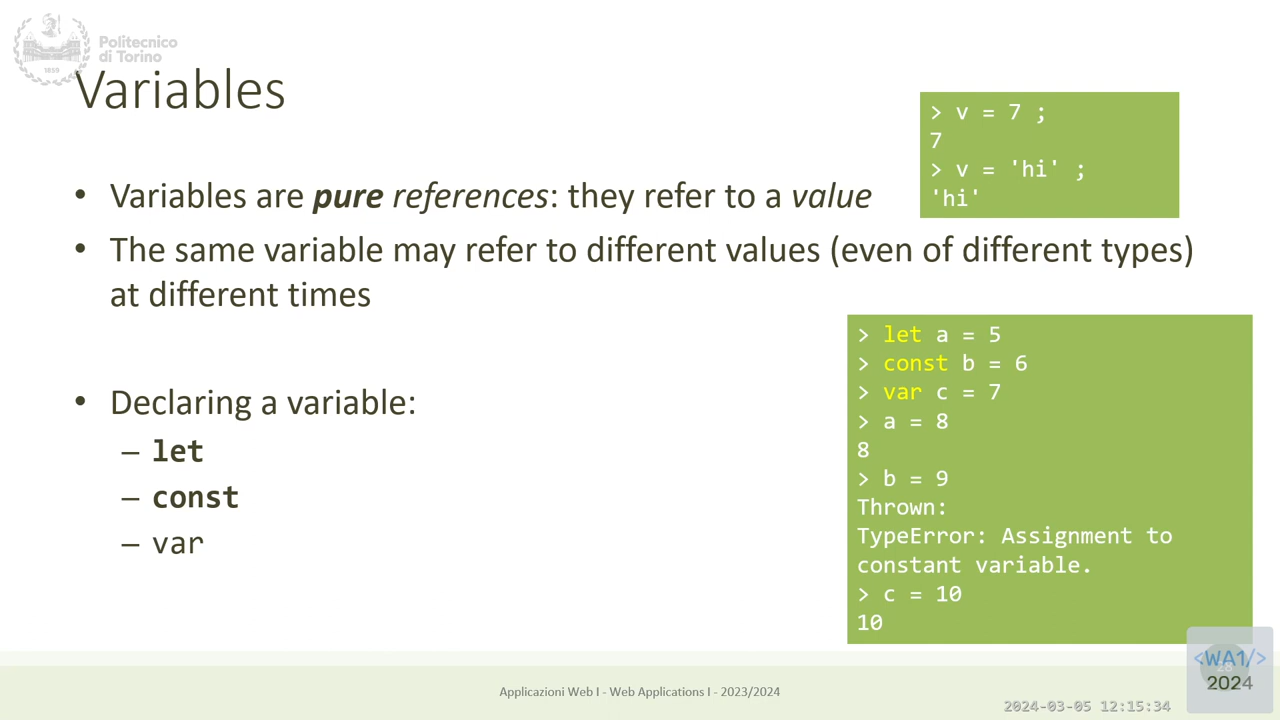 Politecnico
di Torino
1859
Variables
> v = 7 ;
7
> v = 'hi' ;
'hi'
• Variables are pure references: they refer to a value
• The same variable may refer to different values (even of different types)
at different times
• Declaring a variable:
– let
– const
– var
> let a = 5
> const b = 6
> var c = 7
> a = 8
8
> b = 9
Thrown:
TypeError: Assignment to
constant variable.
> c = 10
10
Applicazioni Web I - Web Applications I - 2023/2024
<WA1/>
2024
2024-03-05 12:15:34